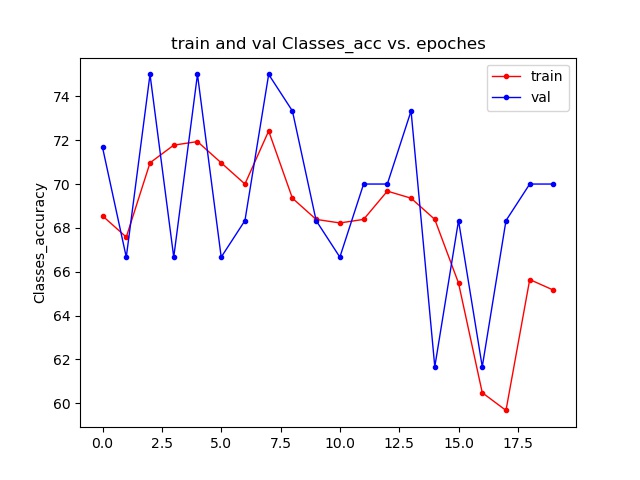 train and val Classes_acc vs. epoches
train
val
Classes_accuracy
74
72
70
68
66
64
62
60
0.0 2.5 5.0 7.5 10.0 12.5 15.0 17.5